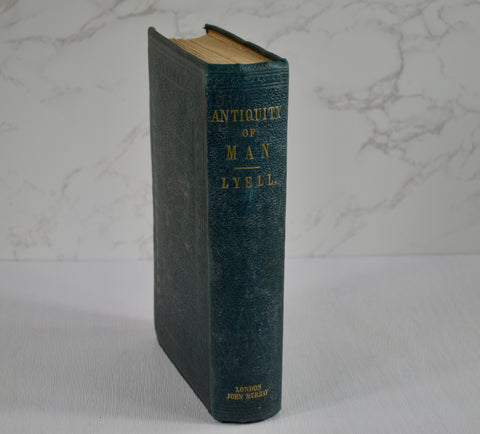 ANTIQUITY
OF
MAN
LYELL.
LONDON
JOHN MURRAY